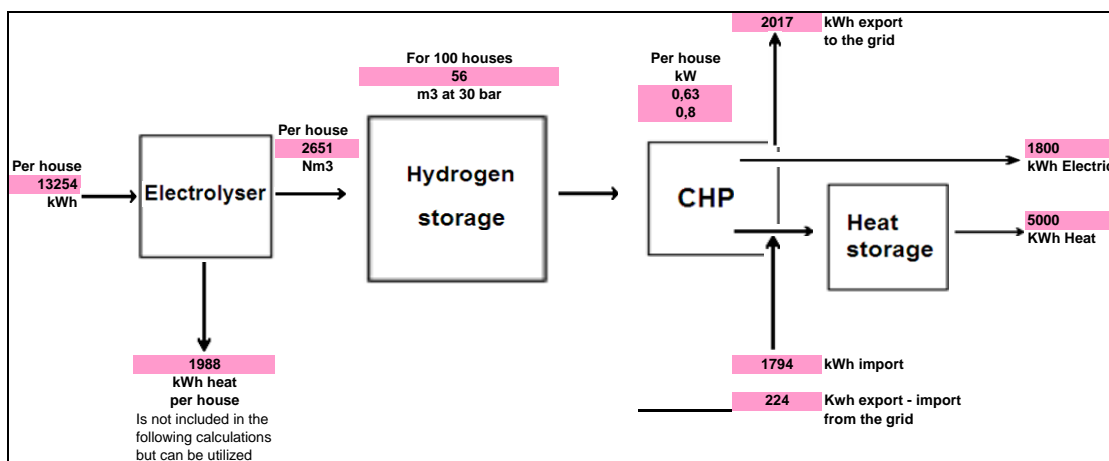 2017 kWh export
to the grid
For 100 houses
56
m3 at 30 bar
Per house
kW
0,63
0,8
Per house
13254
kWh
Electrolyser
Per house
2651
Nm3
Hydrogen
storage
CHP
1800
kWh Electric
Heat
storage
5000
KWh Heat
1988
kWh heat
per house
Is not included in the
following calculations
but can be utilized
1794 kWh import
224 Kwh export - import
from the grid